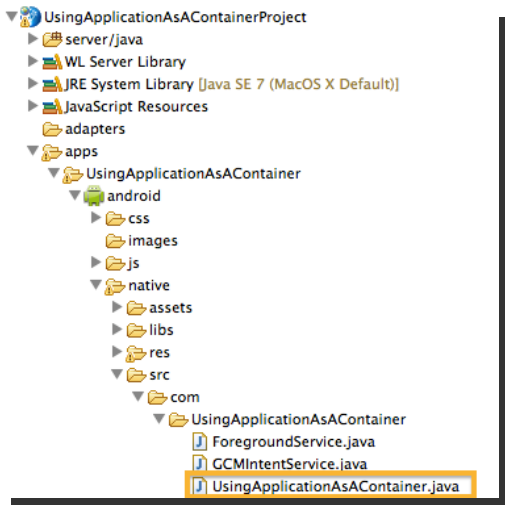 UsingApplicationAsAContainerProject
server/java
WL Server Library
JRE System Library [Java SE 7 (MacOS X Default)]
JavaScript Resources
adapters
apps
UsingApplicationAsAContainer
android
css
images
js
native
assets
libs
res
src
com
UsingApplicationAsAContainer
ForegroundService.java
GCMIntentService.java
UsingApplicationAsAContainer.java